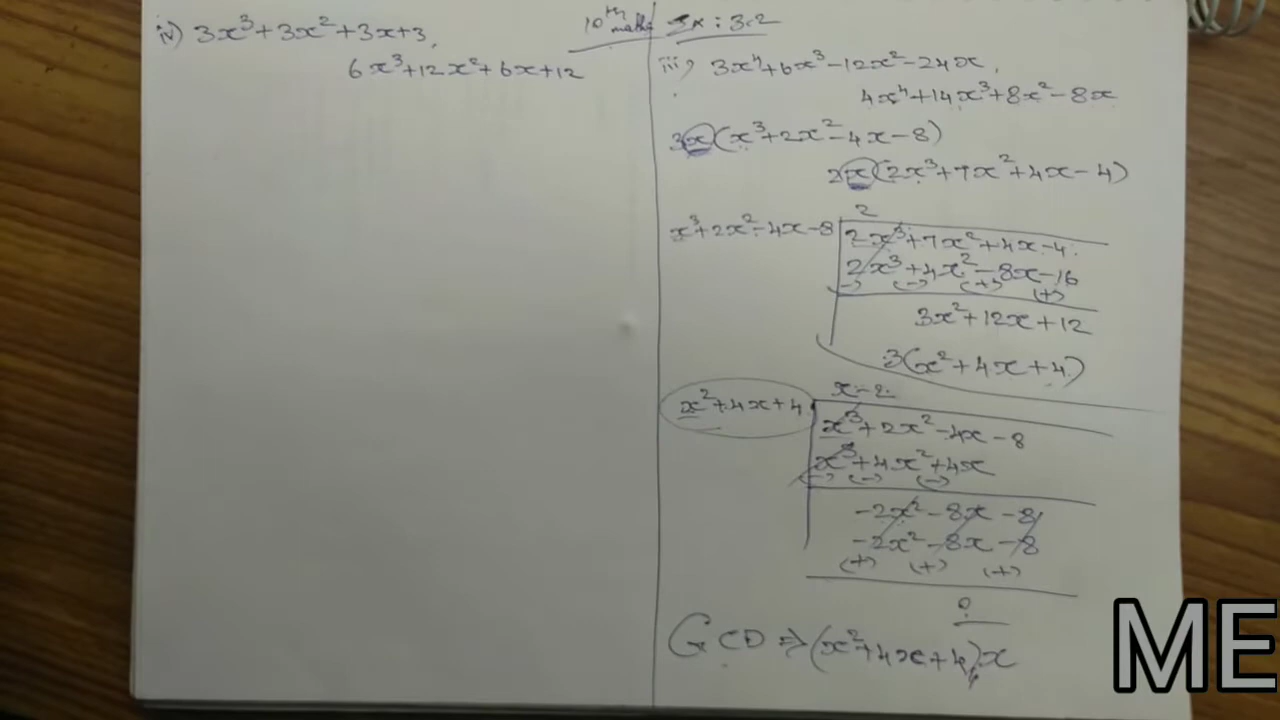 iv) 3x³+3x²+3x+3,
6x³+12x²+6x+12
10th maths Ex: 3.2
iii) 3x⁴+6x³-12x²-24x,
4x⁴+14x³+8x²-8x
3x(x³+2x²-4x-8)
2x(2x³+7x²+4x-4)
2
x³+2x²-4x-8 2x³+7x²+4x-4
2x³+4x²-8x-16
(-) (-) (+) (+)
3x²+12x+12
3(x²+4x+4)
x-2
x²+4x+4 x³+2x²-4x-8
x³+4x²+4x
(-) (-) (-)
-2x²-8x-8
-2x²-8x-8
(+) (+) (+)
0
GCD ⇒ (x²+4x+4)x
ME